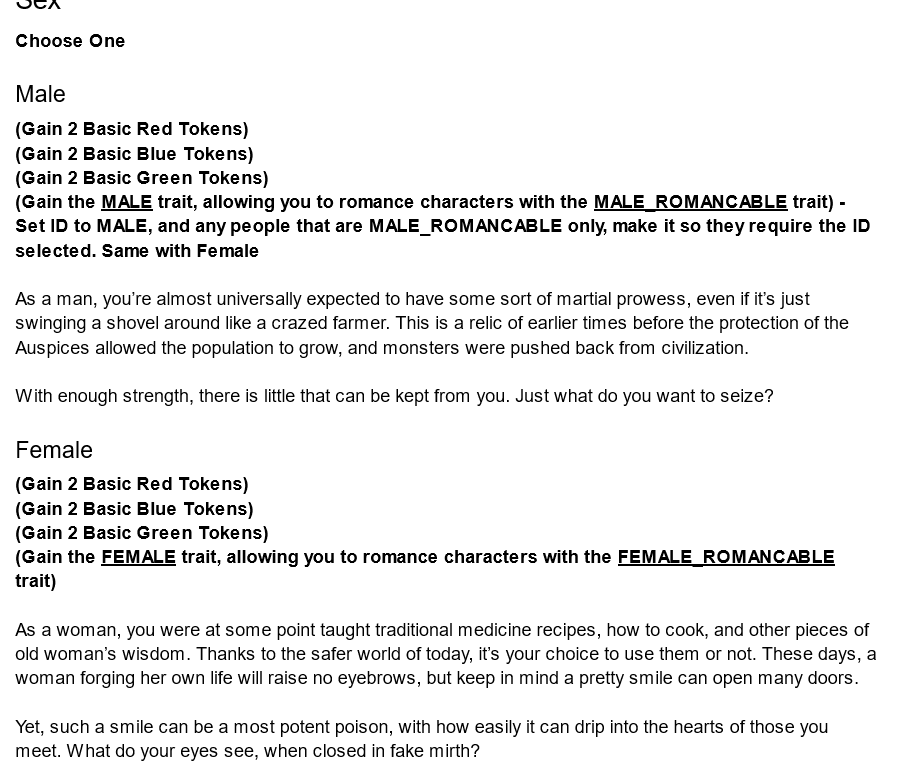 Sex
Choose One
Male
(Gain 2 Basic Red Tokens)
(Gain 2 Basic Blue Tokens)
(Gain 2 Basic Green Tokens)
(Gain the MALE trait, allowing you to romance characters with the MALE_ROMANCABLE trait) -
Set ID to MALE, and any people that are MALE_ROMANCABLE only, make it so they require the ID
selected. Same with Female
As a man, you’re almost universally expected to have some sort of martial prowess, even if it’s just
swinging a shovel around like a crazed farmer. This is a relic of earlier times before the protection of the
Auspices allowed the population to grow, and monsters were pushed back from civilization.
With enough strength, there is little that can be kept from you. Just what do you want to seize?
Female
(Gain 2 Basic Red Tokens)
(Gain 2 Basic Blue Tokens)
(Gain 2 Basic Green Tokens)
(Gain the FEMALE trait, allowing you to romance characters with the FEMALE_ROMANCABLE
trait)
As a woman, you were at some point taught traditional medicine recipes, how to cook, and other pieces of
old woman’s wisdom. Thanks to the safer world of today, it’s your choice to use them or not. These days, a
woman forging her own life will raise no eyebrows, but keep in mind a pretty smile can open many doors.
Yet, such a smile can be a most potent poison, with how easily it can drip into the hearts of those you
meet. What do your eyes see, when closed in fake mirth?